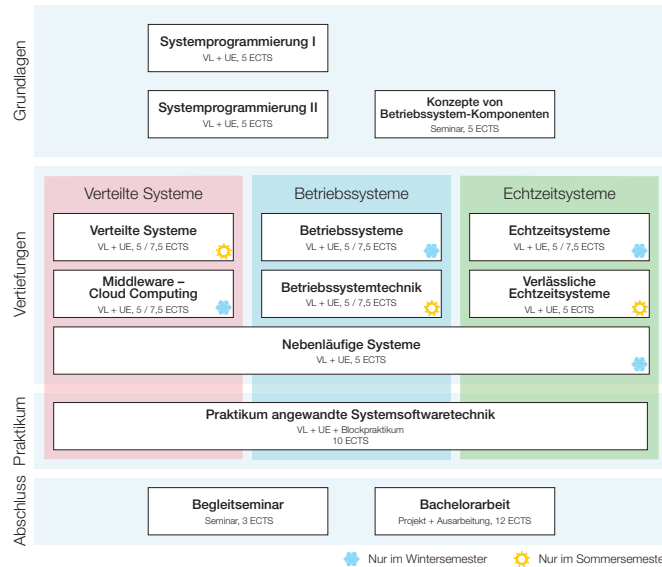 Grundlagen
Systemprogrammierung I
VL + UE, 5 ECTS
Systemprogrammierung II
VL + UE, 5 ECTS
Konzepte von
Betriebssystem-Komponenten
Seminar, 5 ECTS
Vertiefungen
Verteilte Systeme
Betriebssysteme
Echtzeitsysteme
Verteilte Systeme
VL + UE, 5 / 7,5 ECTS
Betriebssysteme
VL + UE, 5 / 7,5 ECTS
Echtzeitsysteme
VL + UE, 5 / 7,5 ECTS
Middleware –
Cloud Computing
VL + UE, 5 / 7,5 ECTS
Betriebssystemtechnik
VL + UE, 5 / 7,5 ECTS
Verlässliche
Echtzeitsysteme
VL + UE, 5 ECTS
Nebenläufige Systeme
VL + UE, 5 ECTS
Praktikum
Praktikum angewandte Systemsoftwaretechnik
VL + UE + Blockpraktikum
10 ECTS
Abschluss
Begleitseminar
Seminar, 3 ECTS
Bachelorarbeit
Projekt + Ausarbeitung, 12 ECTS
Nur im Wintersemester
Nur im Sommersemeste